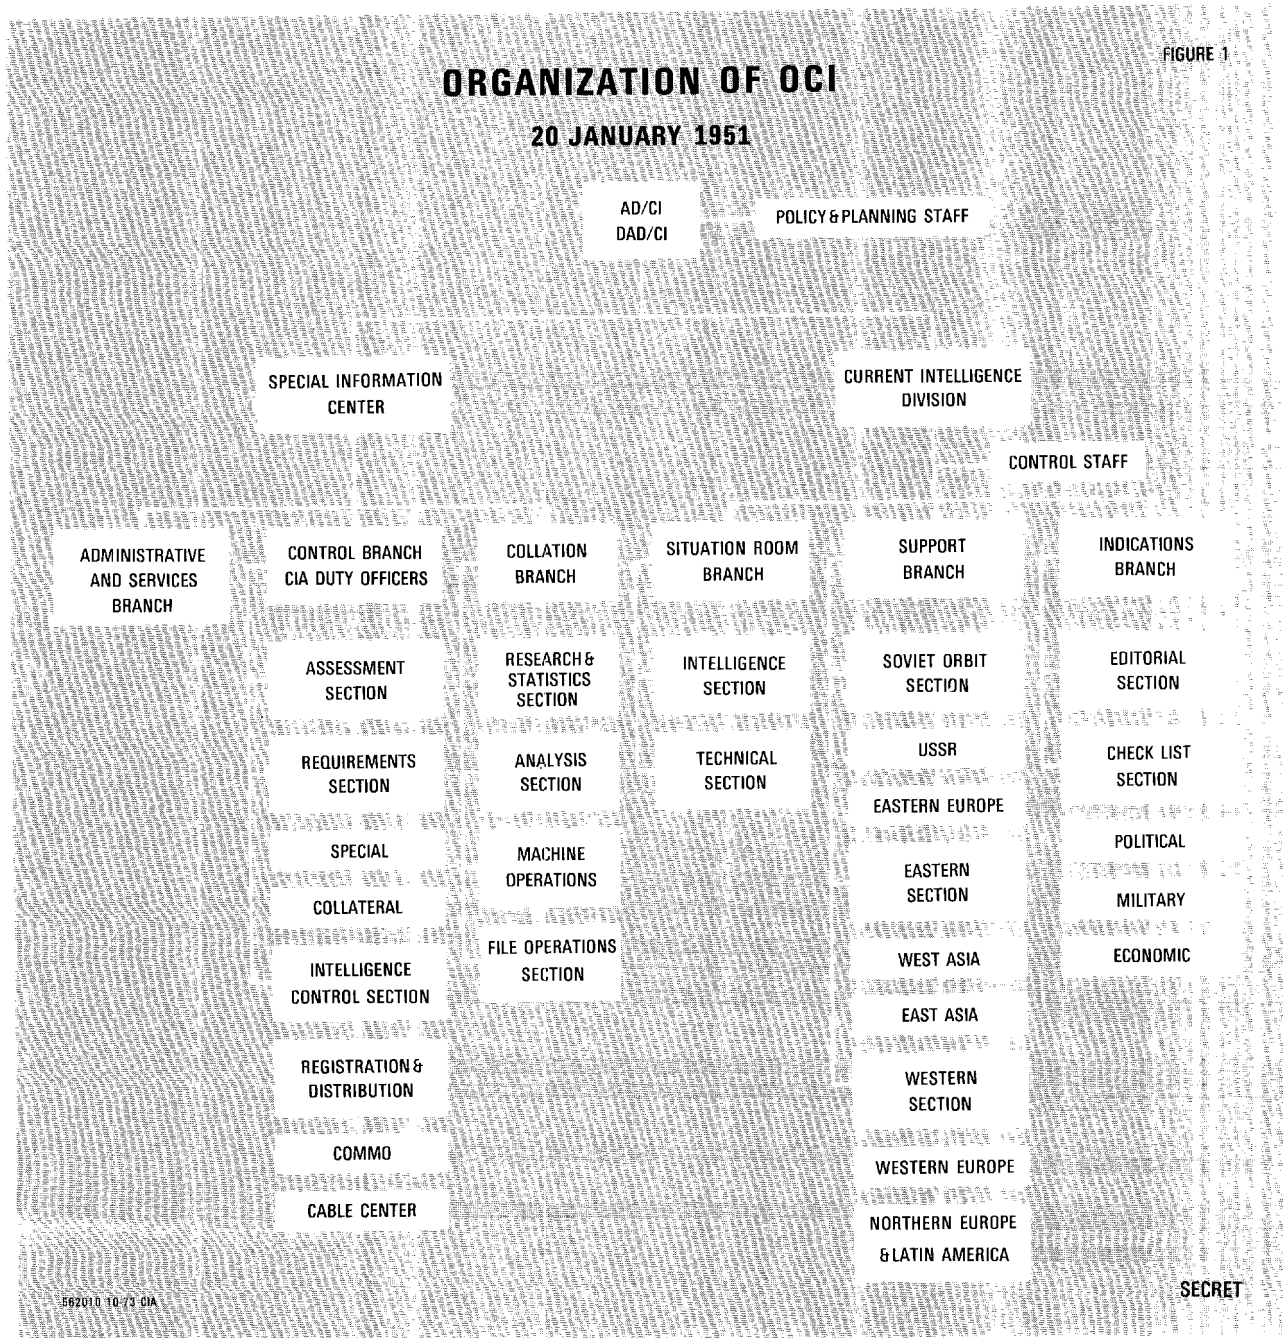 FIGURE 1
ORGANIZATION OF OCI
20 JANUARY 1951
AD/CI
DAD/CI
POLICY & PLANNING STAFF
SPECIAL INFORMATION
CENTER
CURRENT INTELLIGENCE
DIVISION
CONTROL STAFF
ADMINISTRATIVE
AND SERVICES
BRANCH
CONTROL BRANCH
CIA DUTY OFFICERS
ASSESSMENT
SECTION
REQUIREMENTS
SECTION
SPECIAL
COLLATERAL
INTELLIGENCE
CONTROL SECTION
REGISTRATION &
DISTRIBUTION
COMMO
CABLE CENTER
COLLATION
BRANCH
RESEARCH &
STATISTICS
SECTION
ANALYSIS
SECTION
MACHINE
OPERATIONS
FILE OPERATIONS
SECTION
SITUATION ROOM
BRANCH
INTELLIGENCE
SECTION
TECHNICAL
SECTION
SUPPORT
BRANCH
SOVIET ORBIT
SECTION
USSR
EASTERN EUROPE
EASTERN
SECTION
WEST ASIA
EAST ASIA
WESTERN
SECTION
WESTERN EUROPE
NORTHERN EUROPE
& LATIN AMERICA
INDICATIONS
BRANCH
EDITORIAL
SECTION
CHECK LIST
SECTION
POLITICAL
MILITARY
ECONOMIC
SECRET
562010 10-73 CIA